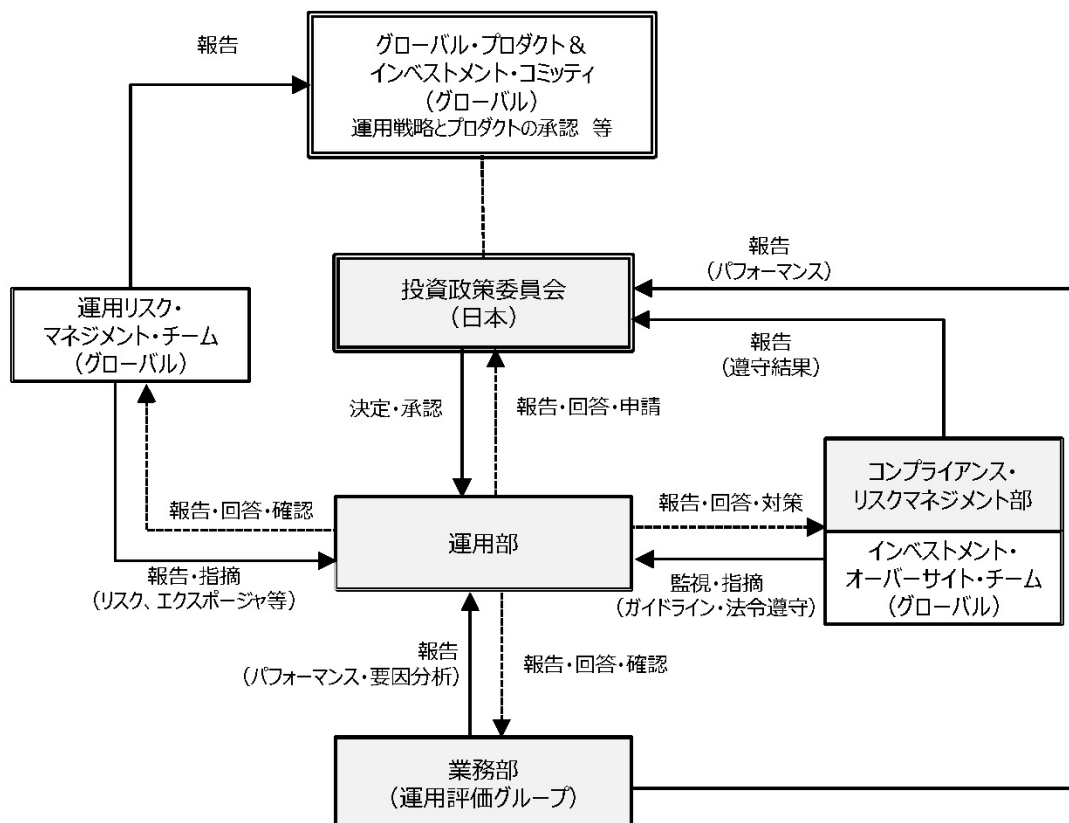 報告
グローバル・プロダクト＆
インベストメント・コミッティ
（グローバル）
運用戦略とプロダクトの承認 等
報告
（パフォーマンス）
投資政策委員会
（日本）
運用リスク・
マネジメント・チーム
（グローバル）
報告
（遵守結果）
決定・承認
報告・回答・申請
コンプライアンス・
リスクマネジメント部
報告・回答・確認
運用部
報告・回答・対策
インベストメント・
オーバーサイト・チーム
（グローバル）
報告・指摘
（リスク、エクスポージャ等）
監視・指摘
（ガイドライン・法令遵守）
報告
（パフォーマンス・要因分析）
報告・回答・確認
業務部
（運用評価グループ）